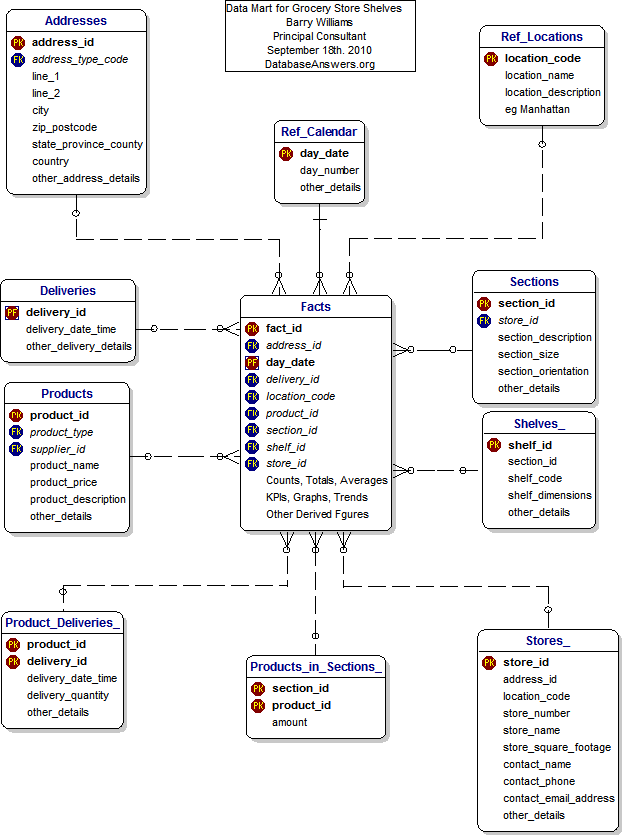 Data Mart for Grocery Store Shelves
Barry Williams
Principal Consultant
September 18th. 2010
DatabaseAnswers.org
Addresses
PK address_id
FK address_type_code
line_1
line_2
city
zip_postcode
state_province_county
country
other_address_details
Ref_Calendar
PK day_date
day_number
other_details
Ref_Locations
PK location_code
location_name
location_description
eg Manhattan
Deliveries
PF delivery_id
delivery_date_time
other_delivery_details
Facts
PK fact_id
FK address_id
PF day_date
FK delivery_id
FK location_code
FK product_id
FK section_id
FK shelf_id
FK store_id
Counts, Totals, Averages
KPIs, Graphs, Trends
Other Derived Fgures
Sections
PK section_id
FK store_id
section_description
section_size
section_orientation
other_details
Products
PK product_id
FK product_type
FK supplier_id
product_name
product_price
product_description
other_details
Shelves_
PK shelf_id
section_id
shelf_code
shelf_dimensions
other_details
Product_Deliveries_
PK product_id
PK delivery_id
delivery_date_time
delivery_quantity
other_details
Products_in_Sections_
PK section_id
PK product_id
amount
Stores_
PK store_id
address_id
location_code
store_number
store_name
store_square_footage
contact_name
contact_phone
contact_email_address
other_details